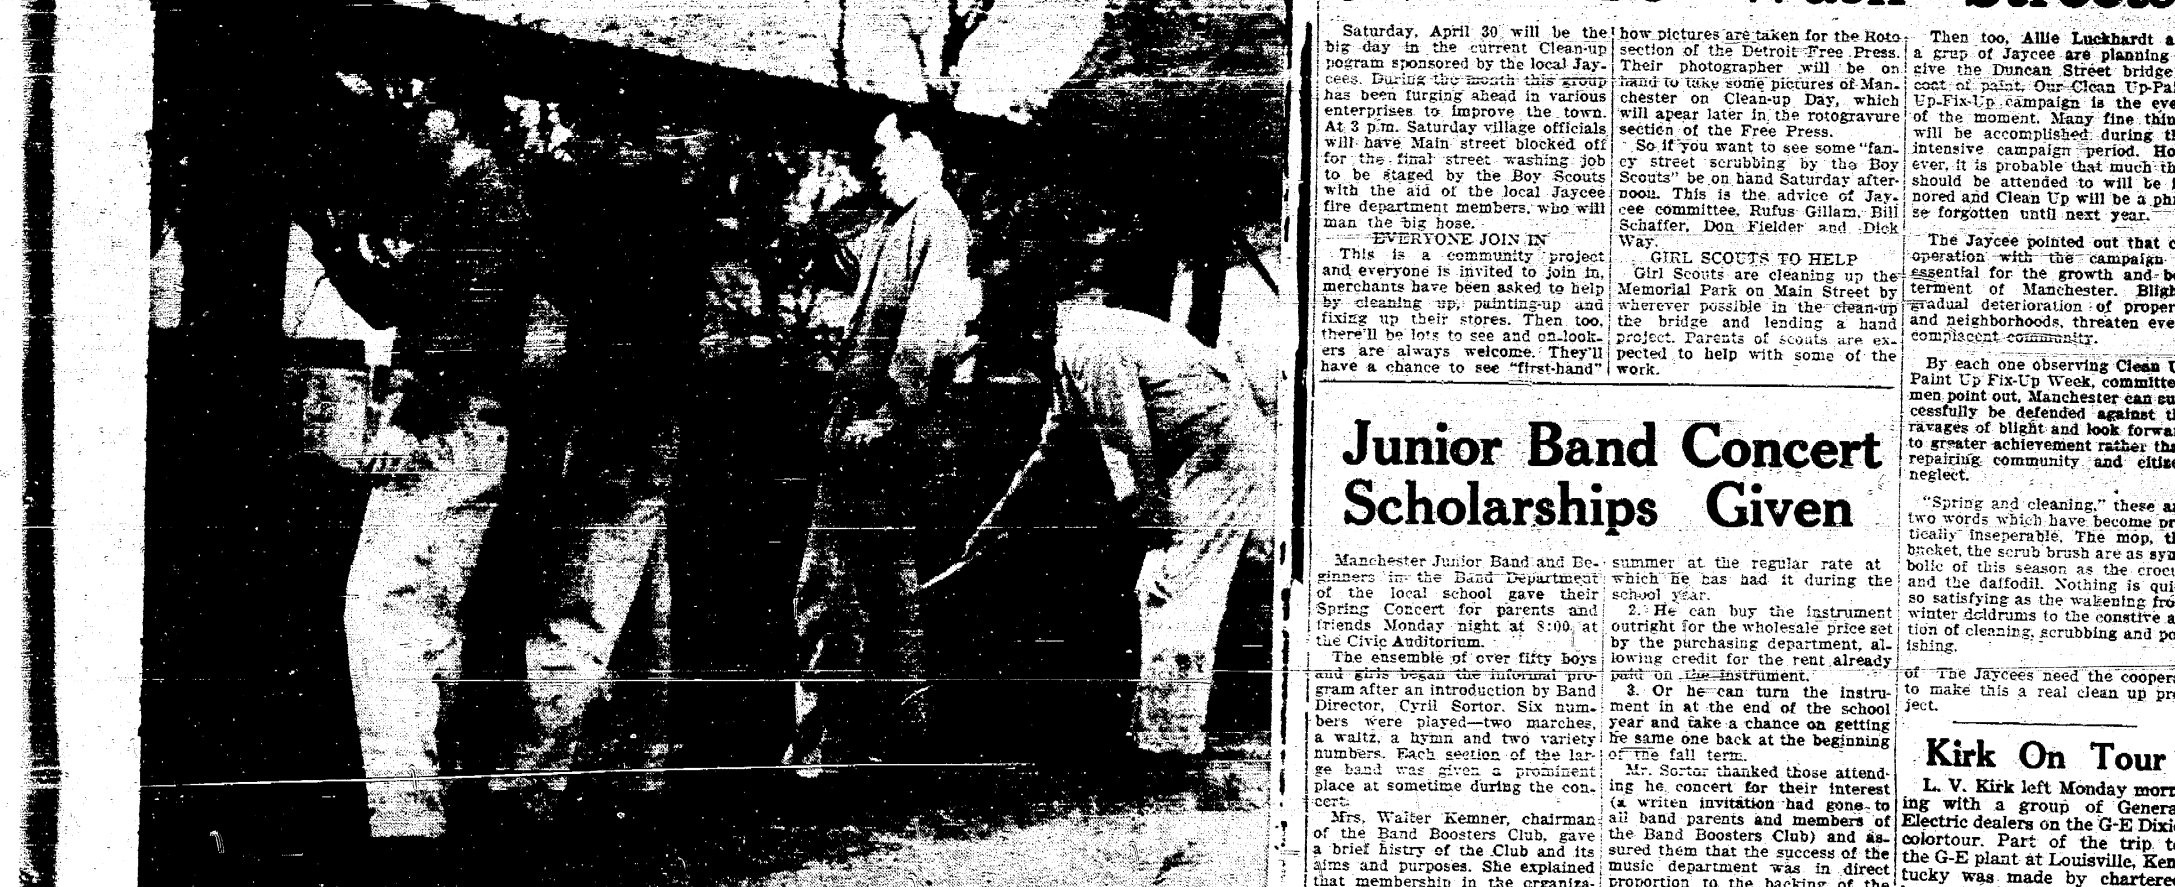 Saturday, April 30 will be the
big day in the current Clean-up
pogram sponsored by the local Jay-
cees. During the month this group
has been furging ahead in various
enterprises to improve the town.
At 3 p.m. Saturday village officials
will have Main street blocked off
for the final street washing job
to be staged by the Boy Scouts
with the aid of the local Jaycee
fire department members, who will
man the big hose.
EVERYONE JOIN IN
This is a community project
and everyone is invited to join in,
merchants have been asked to help
by cleaning up, painting-up and
fixing up their stores. Then too,
there'll be lots to see and on-look-
ers are always welcome. They'll
have a chance to see "first-hand"
how pictures are taken for the Roto
section of the Detroit Free Press.
Their photographer will be on
hand to take some pictures of Man-
chester on Clean-up Day, which
will apear later in the rotogravure
section of the Free Press.
So if you want to see some "fan-
cy street scrubbing by the Boy
Scouts" be on hand Saturday after-
noon. This is the advice of Jay-
cee committee, Rufus Gillam, Bill
Schaffer, Don Fielder and Dick
Way.
GIRL SCOUTS TO HELP
Girl Scouts are cleaning up the
Memorial Park on Main Street by
wherever possible in the clean-up
the bridge and lending a hand
project. Parents of scouts are ex-
pected to help with some of the
work.
Then too, Allie Luckhardt a
a grup of Jaycee are planning
give the Duncan Street bridge
coat of paint. Our Clean Up-Pai
Up-Fix-Up campaign is the eve
of the moment. Many fine thin
will be accomplished during th
intensive campaign period. Ho
ever, it is probable that much th
should be attended to will be i
nored and Clean Up will be a phr
se forgotten until next year.
The Jaycee pointed out that c
operation with the campaign
essential for the growth and be
terment of Manchester. Bligh
gradual deterioration of proper
and neighborhoods, threaten eve
complacent community.
By each one observing Clean U
Paint Up Fix-Up Week, committe
men point out, Manchester can su
cessfully be defended against th
ravages of blight and look forwa
to greater achievement rather tha
repairing community and citize
neglect.
"Spring and cleaning," these a
two words which have become pr
tically inseperable. The mop, th
bucket, the scrub brush are as sym
bolic of this season as the crocu
and the daffodil. Nothing is qui
so satisfying as the wakening fro
winter doldrums to the constive a
tion of cleaning, scrubbing and po
ishing.
of The Jaycees need the coopera
to make this a real clean up pro
ject.
Junior Band Concert
Scholarships Given
Manchester Junior Band and Be-
ginners in the Band Department
of the local school gave their
Spring Concert for parents and
friends Monday night at 8:00, at
the Civic Auditorium.
The ensemble of over fifty boys
and girls began the informal pro-
gram after an introduction by Band
Director, Cyril Sortor. Six num-
bers were played—two marches,
a waltz, a hymn and two variety
numbers. Each section of the lar-
ge band was given a prominent
place at sometime during the con-
cert.
Mrs. Walter Kemner, chairman
of the Band Boosters Club, gave
a brief histry of the Club and its
aims and purposes. She explained
that membership in the organiza-
summer at the regular rate at
which he has had it during the
school year.
2. He can buy the instrument
outright for the wholesale price set
by the purchasing department, al-
lowing credit for the rent already
paid on the instrument.
3. Or he can turn the instru-
ment in at the end of the school
year and take a chance on getting
he same one back at the beginning
of the fall term.
Mr. Sortor thanked those attend-
ing he concert for their interest
(a writen invitation had gone to
all band parents and members of
the Band Boosters Club) and as-
sured them that the success of the
music department was in direct
proportion to the backing of the
Kirk On Tour
L. V. Kirk left Monday morn
ing with a group of Genera
Electric dealers on the G-E Dixi
colortour. Part of the trip t
the G-E plant at Louisville, Ken
tucky was made by chartere